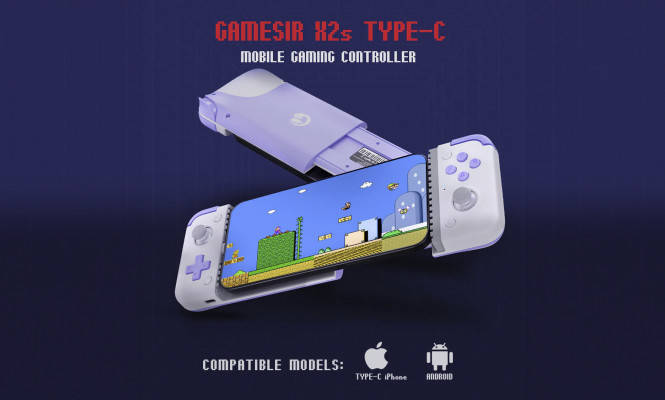 GAMESIR X2s TYPE-C
MOBILE GAMING CONTROLLER
COMPATIBLE MODELS:
TYPE-C iPhone
ANDROID